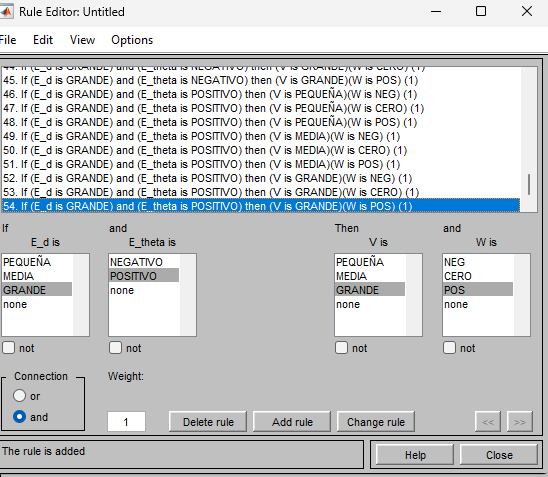 Rule Editor: Untitled
File Edit View Options
44. If (E_d is GRANDE) and (E_theta is NEGATIVO) then (V is GRANDE)(W is CERO) (1)
45. If (E_d is GRANDE) and (E_theta is NEGATIVO) then (V is GRANDE)(W is POS) (1)
46. If (E_d is GRANDE) and (E_theta is POSITIVO) then (V is PEQUEÑA)(W is NEG) (1)
47. If (E_d is GRANDE) and (E_theta is POSITIVO) then (V is PEQUEÑA)(W is CERO) (1)
48. If (E_d is GRANDE) and (E_theta is POSITIVO) then (V is PEQUEÑA)(W is POS) (1)
49. If (E_d is GRANDE) and (E_theta is POSITIVO) then (V is MEDIA)(W is NEG) (1)
50. If (E_d is GRANDE) and (E_theta is POSITIVO) then (V is MEDIA)(W is CERO) (1)
51. If (E_d is GRANDE) and (E_theta is POSITIVO) then (V is MEDIA)(W is POS) (1)
52. If (E_d is GRANDE) and (E_theta is POSITIVO) then (V is GRANDE)(W is NEG) (1)
53. If (E_d is GRANDE) and (E_theta is POSITIVO) then (V is GRANDE)(W is CERO) (1)
54. If (E_d is GRANDE) and (E_theta is POSITIVO) then (V is GRANDE)(W is POS) (1)
If and Then and
E_d is E_theta is V is W is
PEQUEÑA NEGATIVO PEQUEÑA NEG
MEDIA POSITIVO MEDIA CERO
GRANDE none GRANDE POS
none none none
not not not not
Connection Weight:
or
and 1 Delete rule Add rule Change rule << >>
The rule is added Help Close